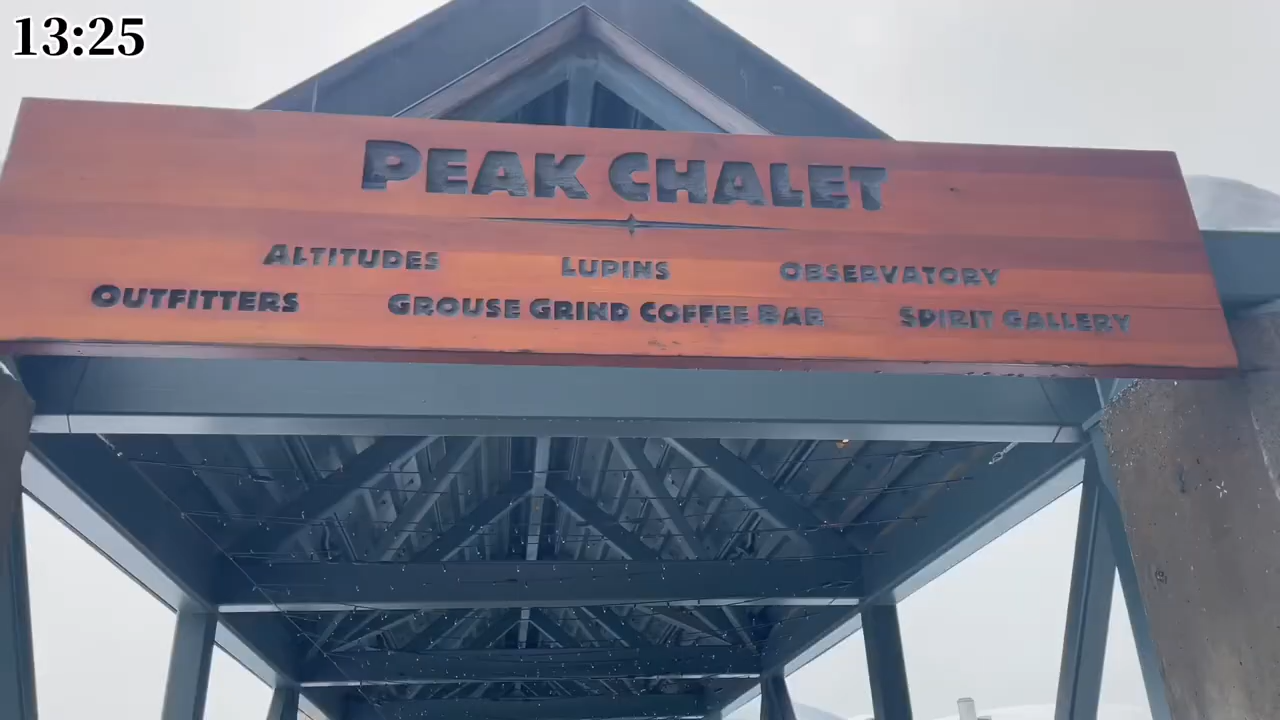 13:25
PEAK CHALET
ALTITUDES LUPINS OBSERVATORY
OUTFITTERS GROUSE GRIND COFFEE BAR SPIRIT GALLERY